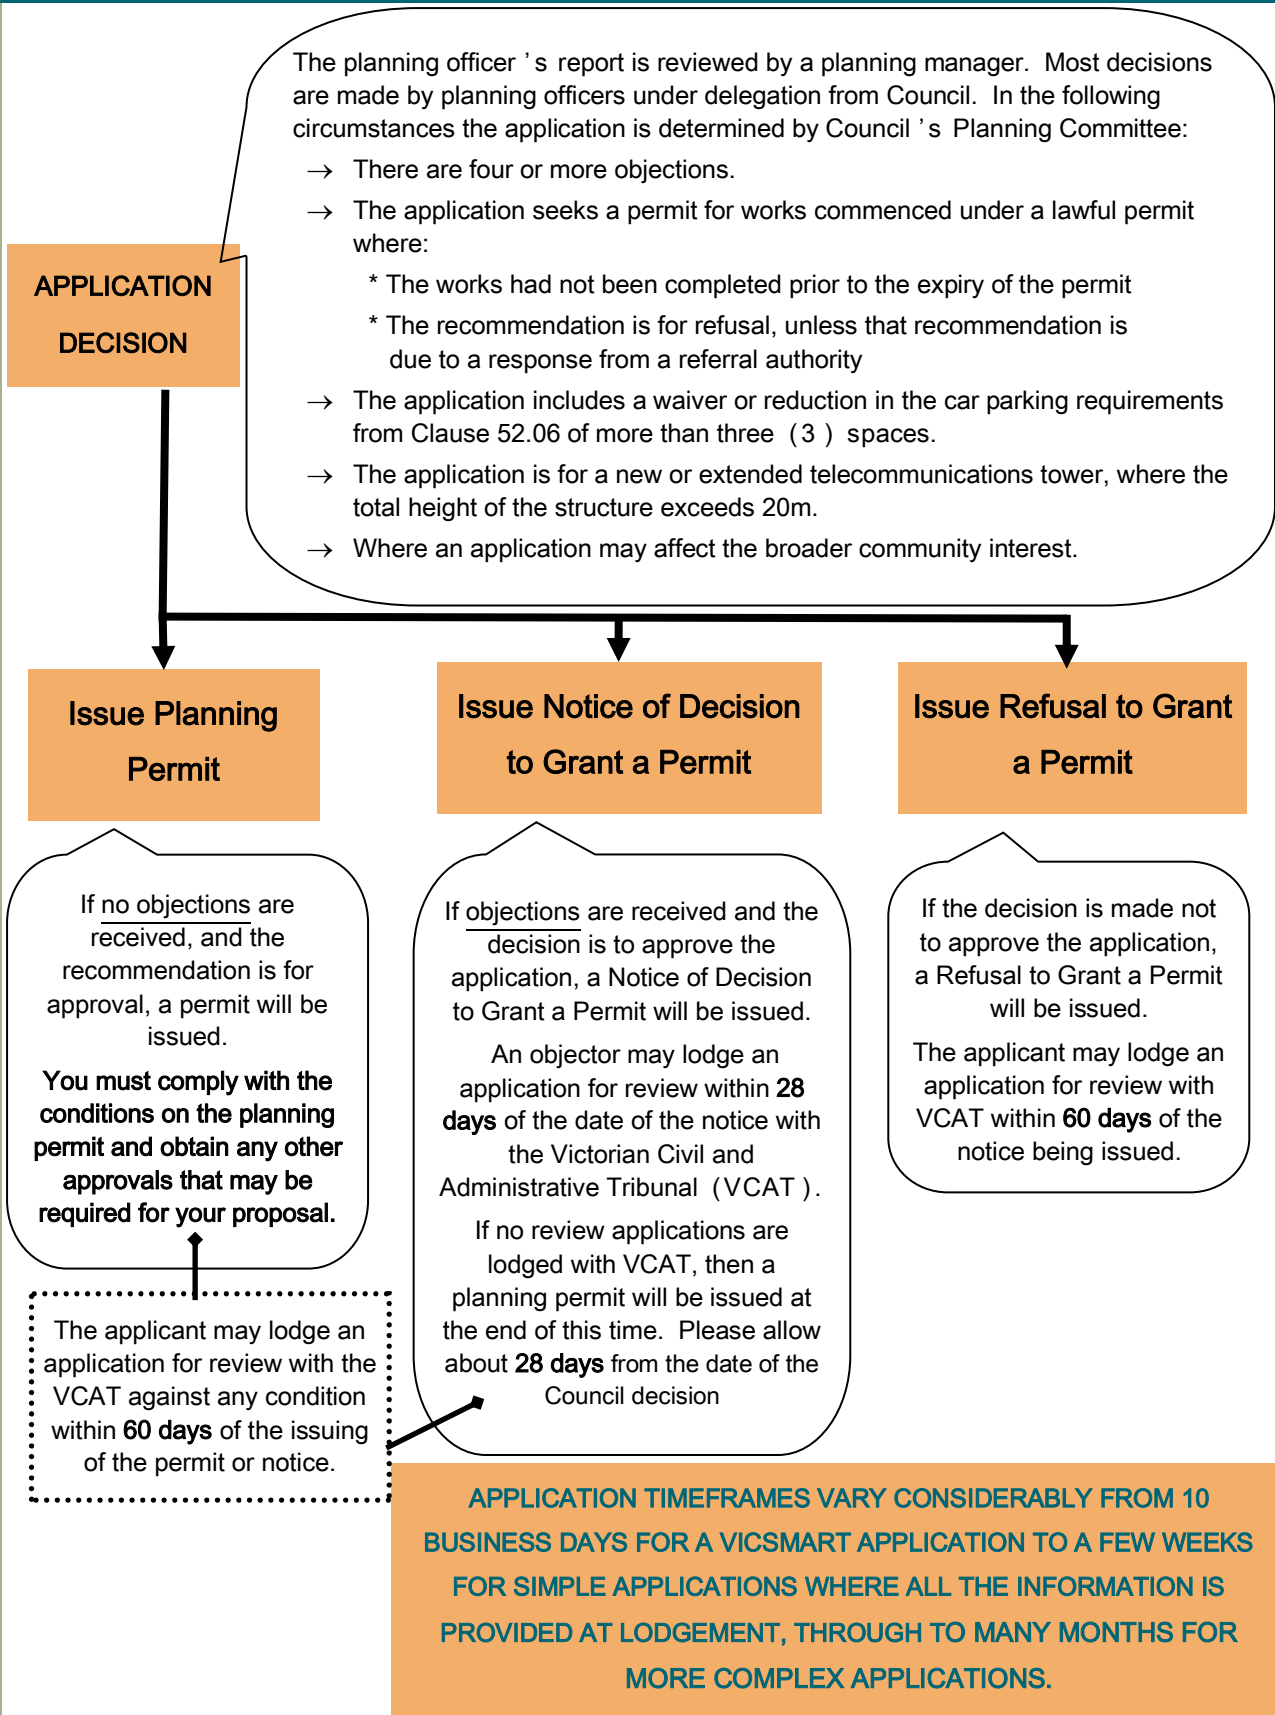 The planning officer ’ s report is reviewed by a planning manager. Most decisions
are made by planning officers under delegation from Council. In the following
circumstances the application is determined by Council ’ s Planning Committee:
→ There are four or more objections.
→ The application seeks a permit for works commenced under a lawful permit
where:
* The works had not been completed prior to the expiry of the permit
* The recommendation is for refusal, unless that recommendation is
due to a response from a referral authority
→ The application includes a waiver or reduction in the car parking requirements
from Clause 52.06 of more than three (3 ) spaces.
→ The application is for a new or extended telecommunications tower, where the
total height of the structure exceeds 20m.
→ Where an application may affect the broader community interest.
APPLICATION
DECISION
Issue Planning
Permit
If no objections are
received, and the
recommendation is for
approval, a permit will be
issued.
You must comply with the
conditions on the planning
permit and obtain any other
approvals that may be
required for your proposal.
The applicant may lodge an
application for review with the
VCAT against any condition
within 60 days of the issuing
of the permit or notice.
Issue Notice of Decision
to Grant a Permit
If objections are received and the
decision is to approve the
application, a Notice of Decision
to Grant a Permit will be issued.
An objector may lodge an
application for review within 28
days of the date of the notice with
the Victorian Civil and
Administrative Tribunal (VCAT ).
If no review applications are
lodged with VCAT, then a
planning permit will be issued at
the end of this time. Please allow
about 28 days from the date of the
Council decision
Issue Refusal to Grant
a Permit
If the decision is made not
to approve the application,
a Refusal to Grant a Permit
will be issued.
The applicant may lodge an
application for review with
VCAT within 60 days of the
notice being issued.
APPLICATION TIMEFRAMES VARY CONSIDERABLY FROM 10
BUSINESS DAYS FOR A VICSMART APPLICATION TO A FEW WEEKS
FOR SIMPLE APPLICATIONS WHERE ALL THE INFORMATION IS
PROVIDED AT LODGEMENT, THROUGH TO MANY MONTHS FOR
MORE COMPLEX APPLICATIONS.